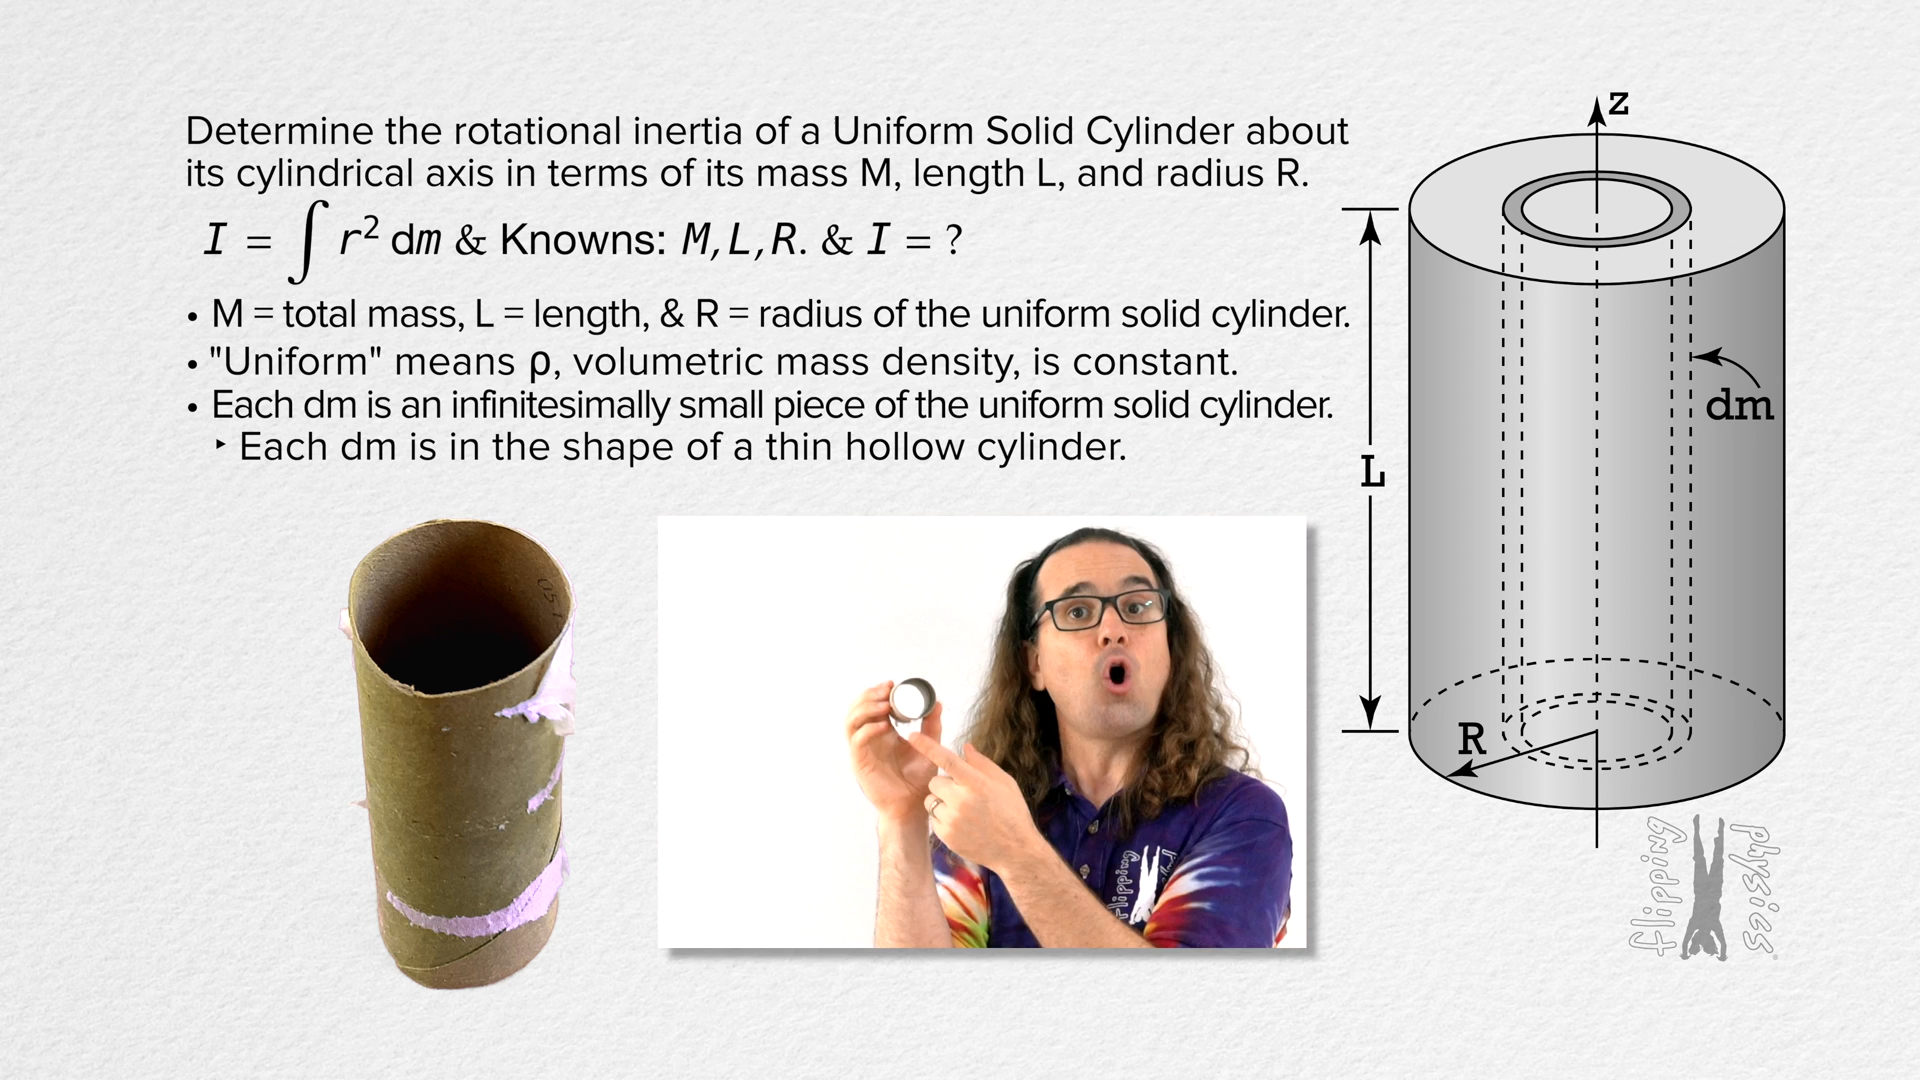 Determine the rotational inertia of a Uniform Solid Cylinder about
its cylindrical axis in terms of its mass M, length L, and radius R.
I = ∫ r² dm & Knowns: M, L, R. & I = ?
• M = total mass, L = length, & R = radius of the uniform solid cylinder.
• "Uniform" means ρ, volumetric mass density, is constant.
• Each dm is an infinitesimally small piece of the uniform solid cylinder.
‣ Each dm is in the shape of a thin hollow cylinder.
z
dm
L
R
flipping
physics
flipping